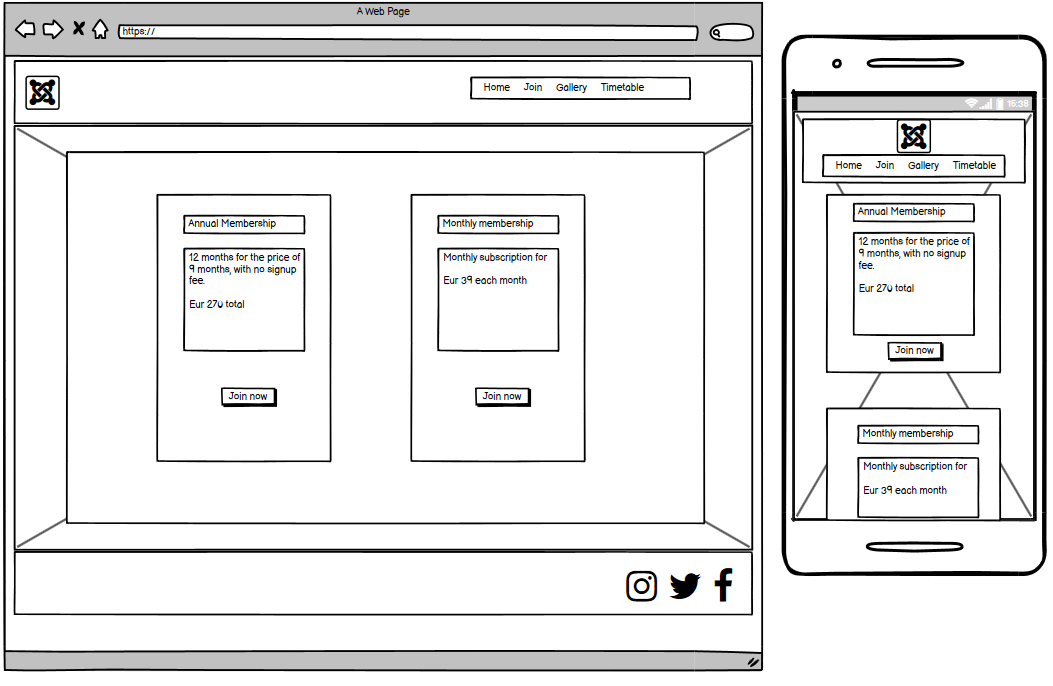 A Web Page
https://
Home Join Gallery Timetable
Annual Membership
12 months for the price of
9 months, with no signup
fee.
Eur 270 total
Join now
Monthly membership
Monthly subscription for
Eur 39 each month
Join now
15:38
Home Join Gallery Timetable
Annual Membership
12 months for the price of
9 months, with no signup
fee.
Eur 270 total
Join now
Monthly membership
Monthly subscription for
Eur 39 each month